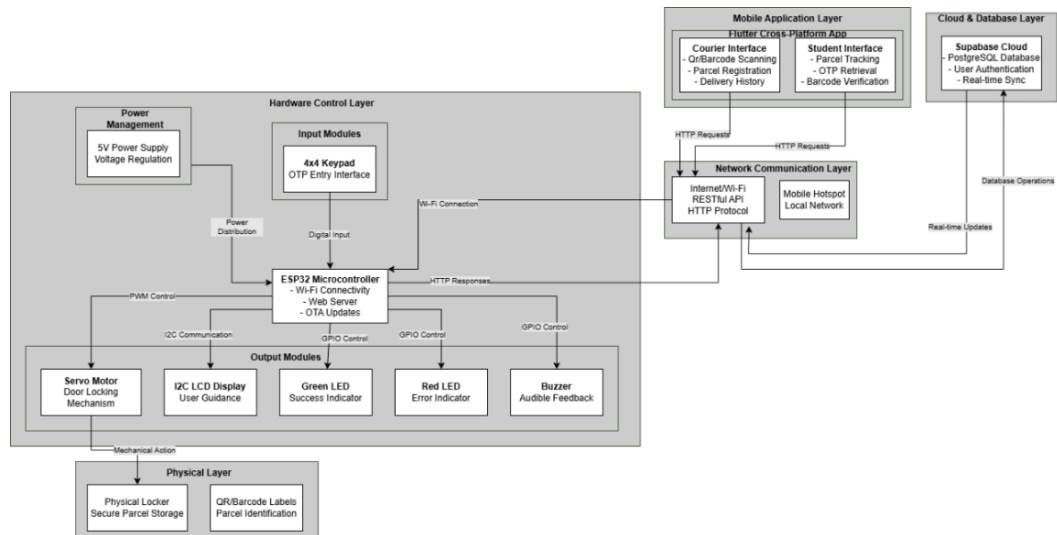 Mobile Application Layer
Flutter Cross-Platform App
Courier Interface
- Qr/Barcode Scanning
- Parcel Registration
- Delivery History
Student Interface
- Parcel Tracking
- OTP Retrieval
- Barcode Verification
Cloud & Database Layer
Supabase Cloud
- PostgreSQL Database
- User Authentication
- Real-time Sync
Hardware Control Layer
Power
Management
5V Power Supply
Voltage Regulation
Input Modules
4x4 Keypad
OTP Entry Interface
HTTP Requests
HTTP Requests
Network Communication Layer
Internet/Wi-Fi
RESTful API
HTTP Protocol
Mobile Hotspot
Local Network
Database Operations
Wi-Fi Connection
Real-time Updates
Power
Distribution
Digital Input
ESP32 Microcontroller
- Wi-Fi Connectivity
- Web Server
- OTA Updates
HTTP Responses
PWM Control
I2C Communication
GPIO Control
GPIO Control
GPIO Control
Output Modules
Servo Motor
Door Locking
Mechanism
I2C LCD Display
User Guidance
Green LED
Success Indicator
Red LED
Error Indicator
Buzzer
Audible Feedback
Mechanical Action
Physical Layer
Physical Locker
Secure Parcel Storage
QR/Barcode Labels
Parcel Identification